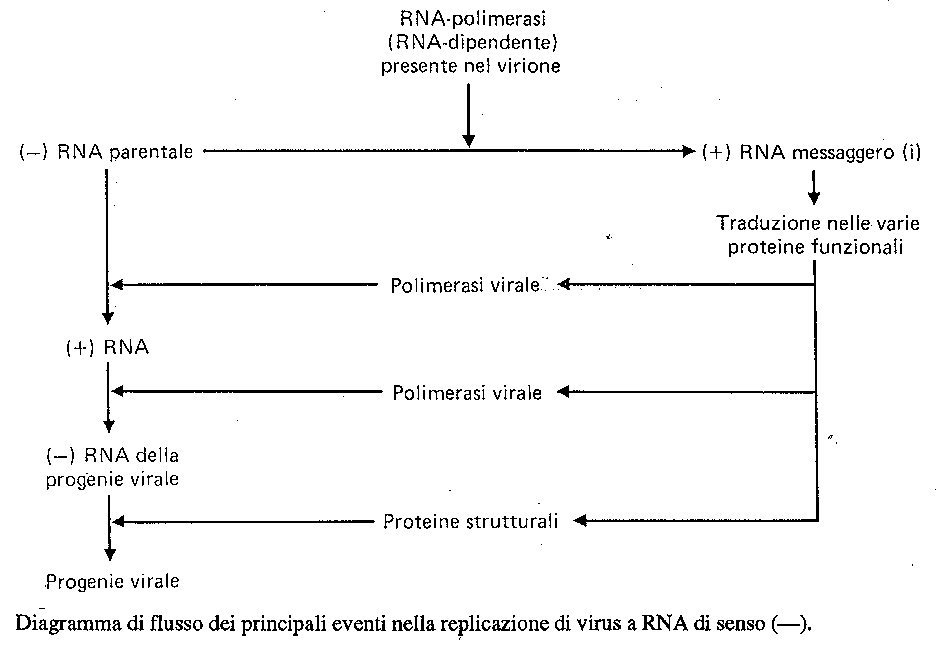 RNA-polimerasi
(RNA-dipendente)
presente nel virione
(—) RNA parentale
(+) RNA messaggero (i)
Traduzione nelle varie
proteine funzionali
Polimerasi virale
(+) RNA
Polimerasi virale
(—) RNA della
progenie virale
Proteine strutturali
Progenie virale
Diagramma di flusso dei principali eventi nella replicazione di virus a RNA di senso (—).